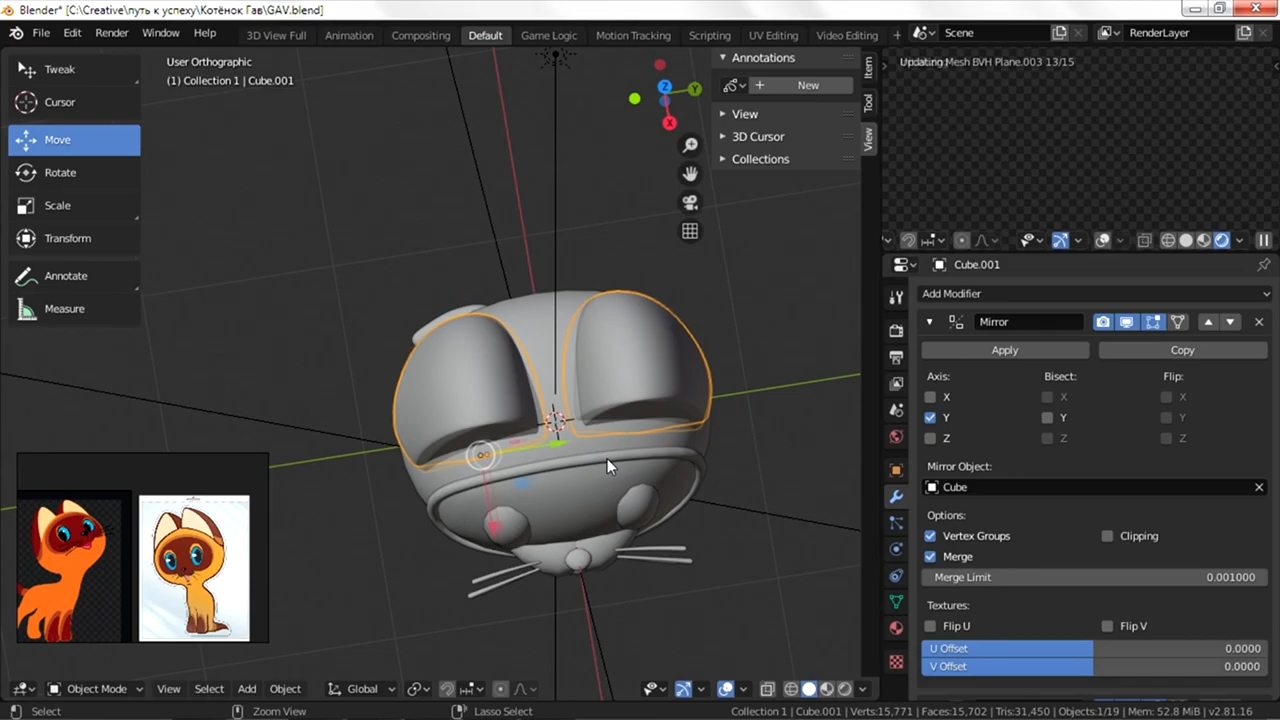 Blender* [C:\Creative\путь к успеху\Котёнок Гав\GAV.blend]
File Edit Render Window Help 3D View Full Animation Compositing Default Game Logic Motion Tracking Scripting UV Editing Video Editing + Scene RenderLayer
Tweak
Cursor
Move
Rotate
Scale
Transform
Annotate
Measure
User Orthographic
(1) Collection 1 | Cube.001
Z
Y
X
Annotations
+ New
View
3D Cursor
Collections
Item
Tool
View
Updating Mesh BVH Plane.003 13/15
Cube.001
Add Modifier
Mirror
Apply Copy
Axis: Bisect: Flip:
X X X
Y Y Y
Z Z Z
Mirror Object:
Cube
Options:
Vertex Groups Clipping
Merge
Merge Limit 0.001000
Textures:
Flip U Flip V
U Offset 0.0000
V Offset 0.0000
Object Mode View Select Add Object Global
Select Zoom View Lasso Select Collection 1 | Cube.001 | Verts:15,771 | Faces:15,702 | Tris:31,450 | Objects:1/19 | Mem: 52.8 MiB | v2.81.16